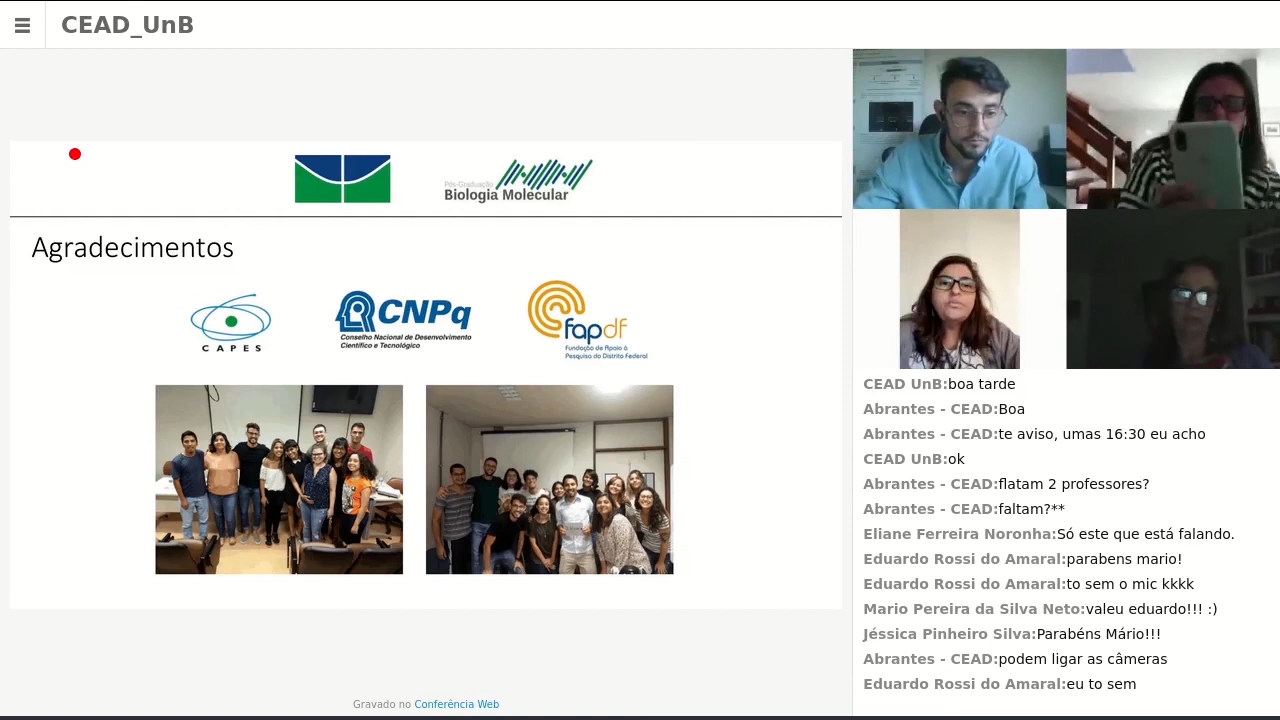 CEAD_UnB
Pós-Graduação
Biologia Molecular
Agradecimentos
CAPES
CNPq
Conselho Nacional de Desenvolvimento
Científico e Tecnológico
fapdf
Fundação de Apoio à
Pesquisa do Distrito Federal
Gravado no Conferência Web
CEAD UnB:boa tarde
Abrantes - CEAD:Boa
Abrantes - CEAD:te aviso, umas 16:30 eu acho
CEAD UnB:ok
Abrantes - CEAD:flatam 2 professores?
Abrantes - CEAD:faltam?**
Eliane Ferreira Noronha:Só este que está falando.
Eduardo Rossi do Amaral:parabens mario!
Eduardo Rossi do Amaral:to sem o mic kkkk
Mario Pereira da Silva Neto:valeu eduardo!!! :)
Jéssica Pinheiro Silva:Parabéns Mário!!!
Abrantes - CEAD:podem ligar as câmeras
Eduardo Rossi do Amaral:eu to sem